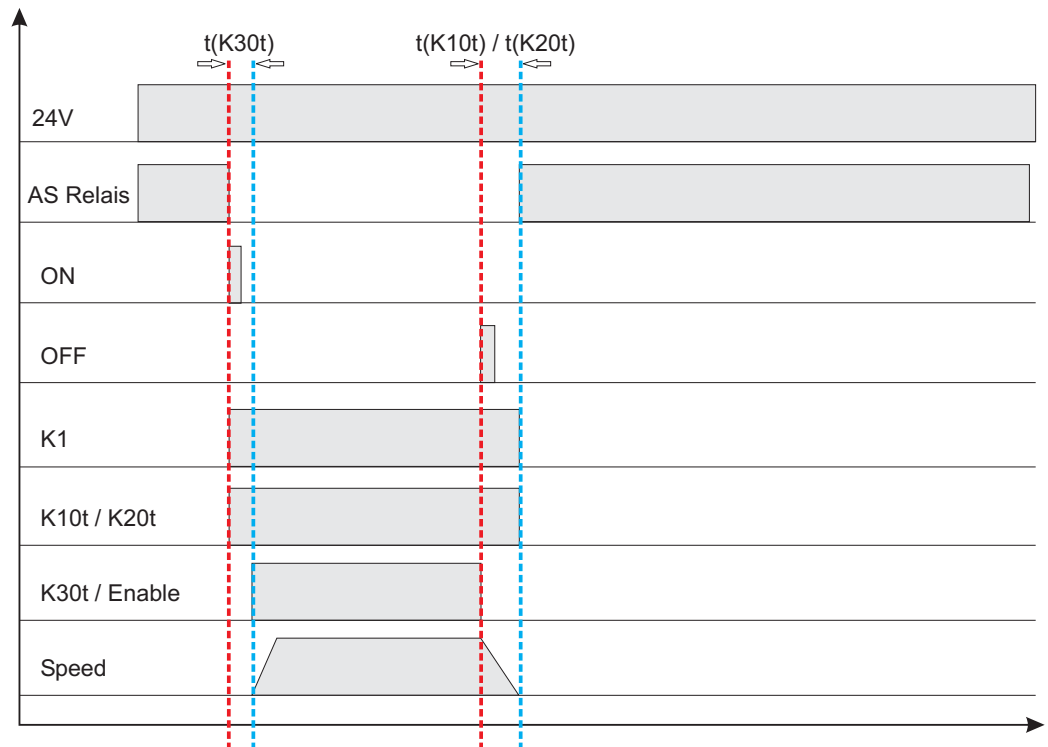 t(K30t)
t(K10t) / t(K20t)
24V
AS Relais
ON
OFF
K1
K10t / K20t
K30t / Enable
Speed